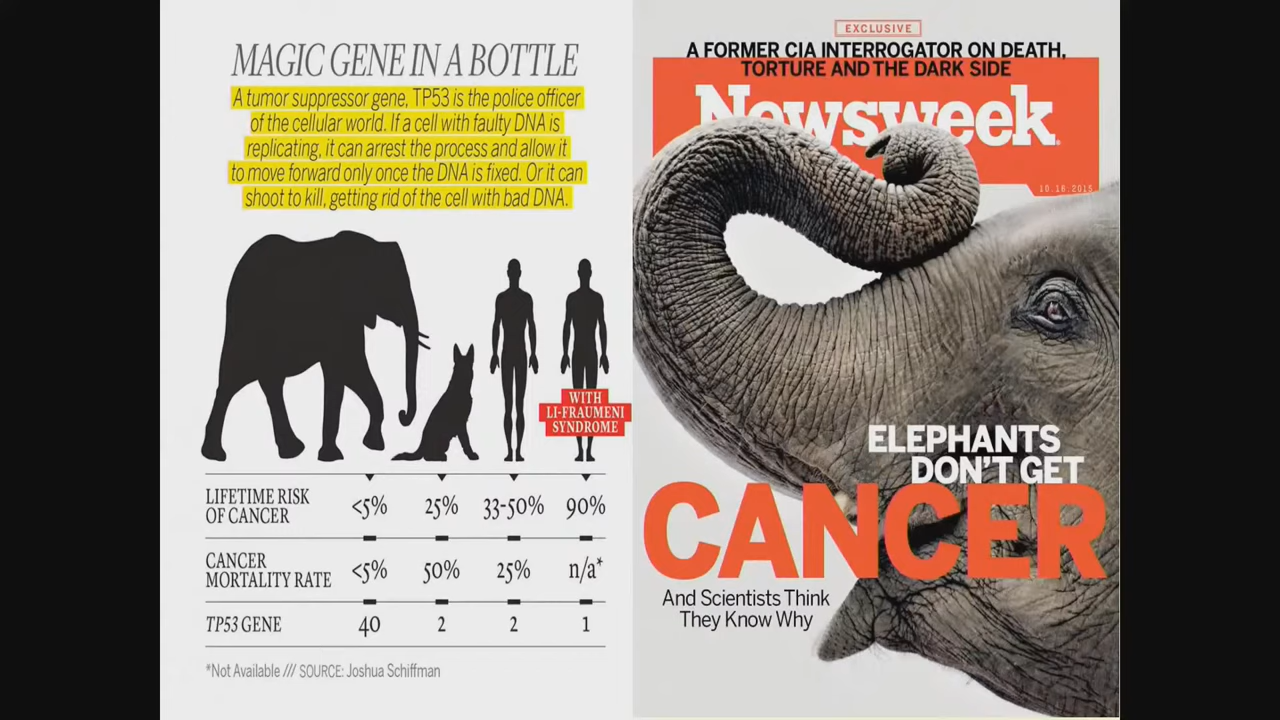 MAGIC GENE IN A BOTTLE
A tumor suppressor gene, TP53 is the police officer
of the cellular world. If a cell with faulty DNA is
replicating, it can arrest the process and allow it
to move forward only once the DNA is fixed. Or it can
shoot to kill, getting rid of the cell with bad DNA.
WITH
LI-FRAUMENI
SYNDROME
LIFETIME RISK
OF CANCER
<5% 25% 33-50% 90%
CANCER
MORTALITY RATE
<5% 50% 25% n/a*
TP53 GENE 40 2 2 1
*Not Available /// SOURCE: Joshua Schiffman
EXCLUSIVE
A FORMER CIA INTERROGATOR ON DEATH,
TORTURE AND THE DARK SIDE
Newsweek
10.16.2015
ELEPHANTS
DON'T GET
CANCER
And Scientists Think
They Know Why